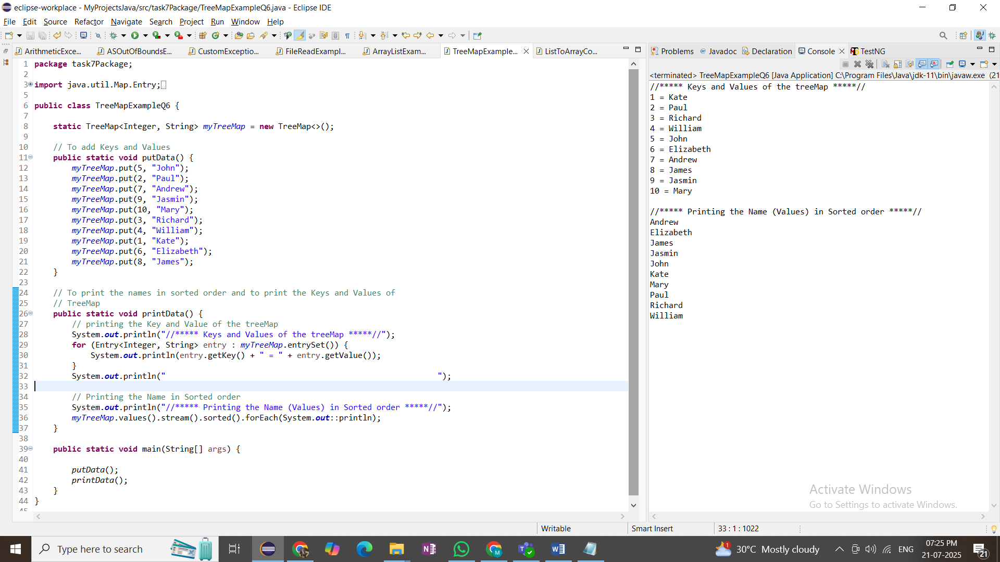 eclipse-workplace - MyProjectsJava/src/task7Package/TreeMapExampleQ6.java - Eclipse IDE
File Edit Source Refactor Navigate Search Project Run Window Help
ArithmeticExce... ASOutOfBoundsE... CustomExceptio... FileReadExampl... ArrayListExam... TreeMapExample... ListToArrayCo...
1 package task7Package;
2
3 import java.util.Map.Entry;
5
6 public class TreeMapExampleQ6 {
7
8 static TreeMap<Integer, String> myTreeMap = new TreeMap<>();
9
10 // To add Keys and Values
11 public static void putData() {
12 myTreeMap.put(5, "John");
13 myTreeMap.put(2, "Paul");
14 myTreeMap.put(7, "Andrew");
15 myTreeMap.put(9, "Jasmin");
16 myTreeMap.put(10, "Mary");
17 myTreeMap.put(3, "Richard");
18 myTreeMap.put(4, "William");
19 myTreeMap.put(1, "Kate");
20 myTreeMap.put(6, "Elizabeth");
21 myTreeMap.put(8, "James");
22 }
23
24 // To print the names in sorted order and to print the Keys and Values of
25 // TreeMap
26 public static void printData() {
27 // printing the Key and Value of the treeMap
28 System.out.println("//***** Keys and Values of the treeMap *****//");
29 for (Entry<Integer, String> entry : myTreeMap.entrySet()) {
30 System.out.println(entry.getKey() + " = " + entry.getValue());
31 }
32 System.out.println("                                                          ");
33
34 // Printing the Name in Sorted order
35 System.out.println("//***** Printing the Name (Values) in Sorted order *****//");
36 myTreeMap.values().stream().sorted().forEach(System.out::println);
37 }
38
39 public static void main(String[] args) {
40
41 putData();
42 printData();
43 }
44 }
45
Problems Javadoc Declaration Console TestNG
<terminated> TreeMapExampleQ6 [Java Application] C:\Program Files\Java\jdk-11\bin\javaw.exe (21
//***** Keys and Values of the treeMap *****//
1 = Kate
2 = Paul
3 = Richard
4 = William
5 = John
6 = Elizabeth
7 = Andrew
8 = James
9 = Jasmin
10 = Mary
//***** Printing the Name (Values) in Sorted order *****//
Andrew
Elizabeth
James
Jasmin
John
Kate
Mary
Paul
Richard
William
Activate Windows
Go to Settings to activate Windows.
Writable Smart Insert 33 : 1 : 1022
Type here to search
1 30°C Mostly cloudy ENG 07:25 PM
21-07-2025 21